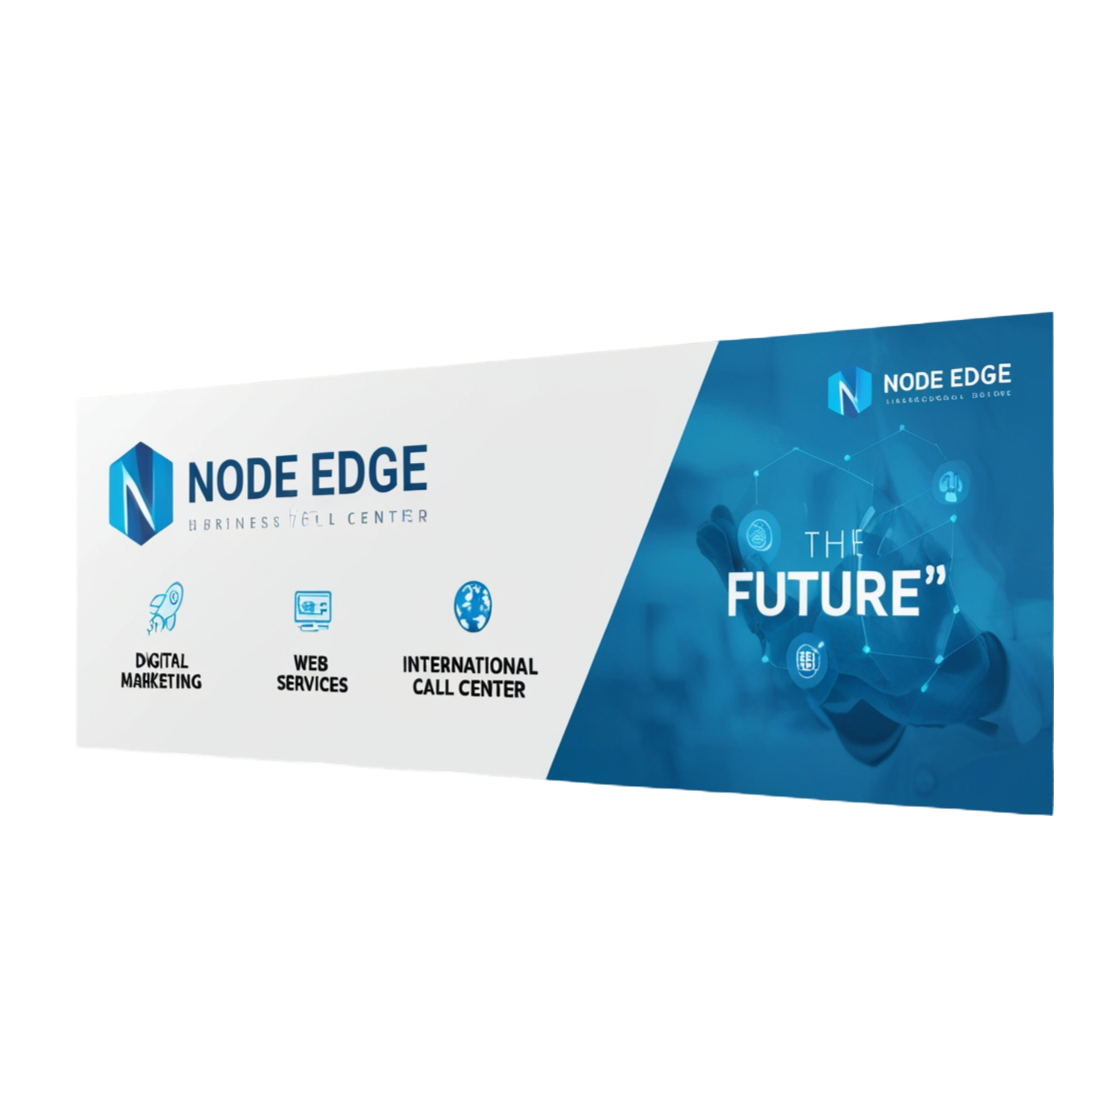 NODE EDGE
CENTER
DIGITAL
MARKETING
WEB
SERVICES
INTERNATIONAL
CALL CENTER
NODE EDGE
THE
FUTURE”